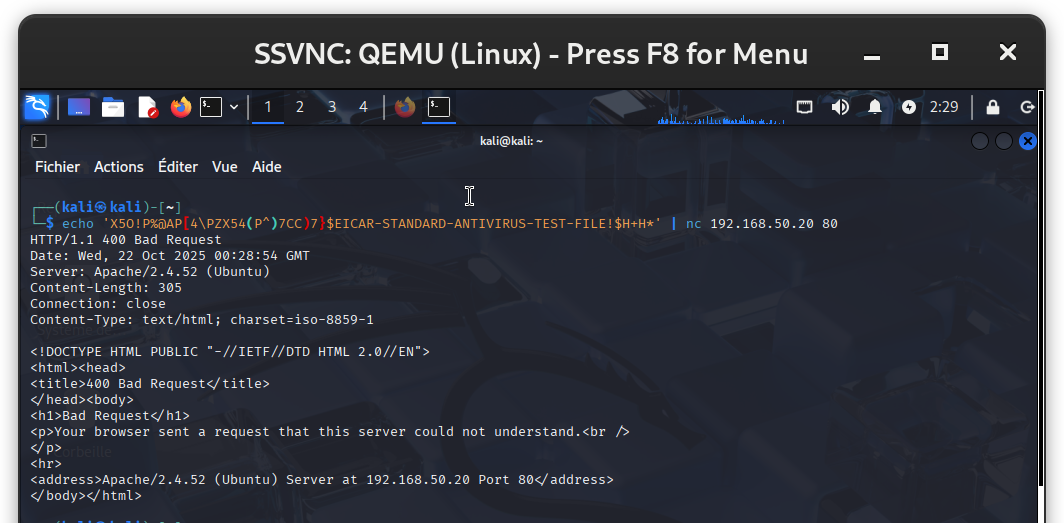 SSVNC: QEMU (Linux) - Press F8 for Menu
1 2 3 4 2:29
kali@kali: ~
Fichier Actions Éditer Vue Aide
┌──(kali㉿kali)-[~]
└─$ echo 'X5O!P%@AP[4\PZX54(P^)7CC)7}$EICAR-STANDARD-ANTIVIRUS-TEST-FILE!$H+H*' | nc 192.168.50.20 80
HTTP/1.1 400 Bad Request
Date: Wed, 22 Oct 2025 00:28:54 GMT
Server: Apache/2.4.52 (Ubuntu)
Content-Length: 305
Connection: close
Content-Type: text/html; charset=iso-8859-1
<!DOCTYPE HTML PUBLIC "-//IETF//DTD HTML 2.0//EN">
<html><head>
<title>400 Bad Request</title>
</head><body>
<h1>Bad Request</h1>
<p>Your browser sent a request that this server could not understand.<br />
</p>
<hr>
<address>Apache/2.4.52 (Ubuntu) Server at 192.168.50.20 Port 80</address>
</body></html>